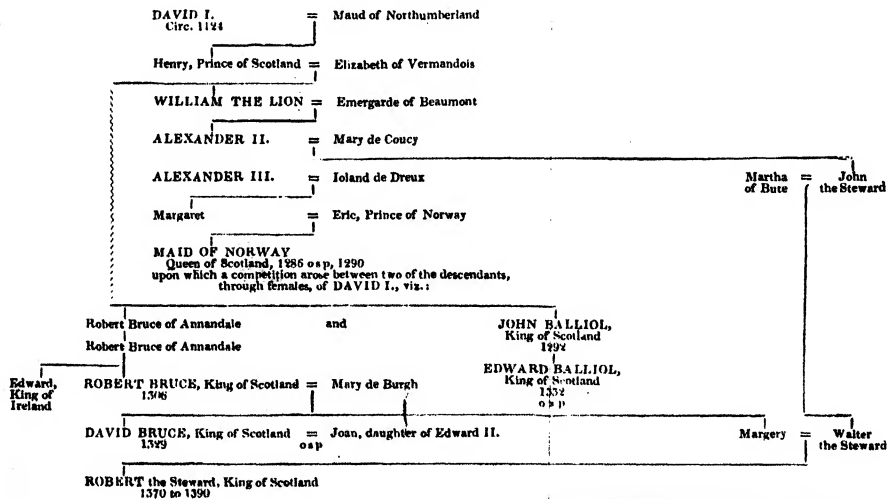 DAVID I. = Maud of Northumberland
Circ. 1124
Henry, Prince of Scotland = Elizabeth of Vermandois
WILLIAM THE LION = Emergarde of Beaumont
ALEXANDER II. = Mary de Coucy
ALEXANDER III. = Ioland de Dreux
Martha = John
of Bute the Steward
Margaret = Eric, Prince of Norway
MAID OF NORWAY
Queen of Scotland, 1286 osp, 1290
upon which a competition arose between two of the descendants,
through females, of DAVID I., viz.:
Robert Bruce of Annandale and JOHN BALLIOL,
King of Scotland
1292
Robert Bruce of Annandale
EDWARD BALLIOL,
King of Scotland
1332
osp
Edward,
King of
Ireland
ROBERT BRUCE, King of Scotland = Mary de Burgh
1306
DAVID BRUCE, King of Scotland = Joan, daughter of Edward II.
1329 osp
Margery = Walter
the Steward
ROBERT the Steward, King of Scotland
1370 to 1390